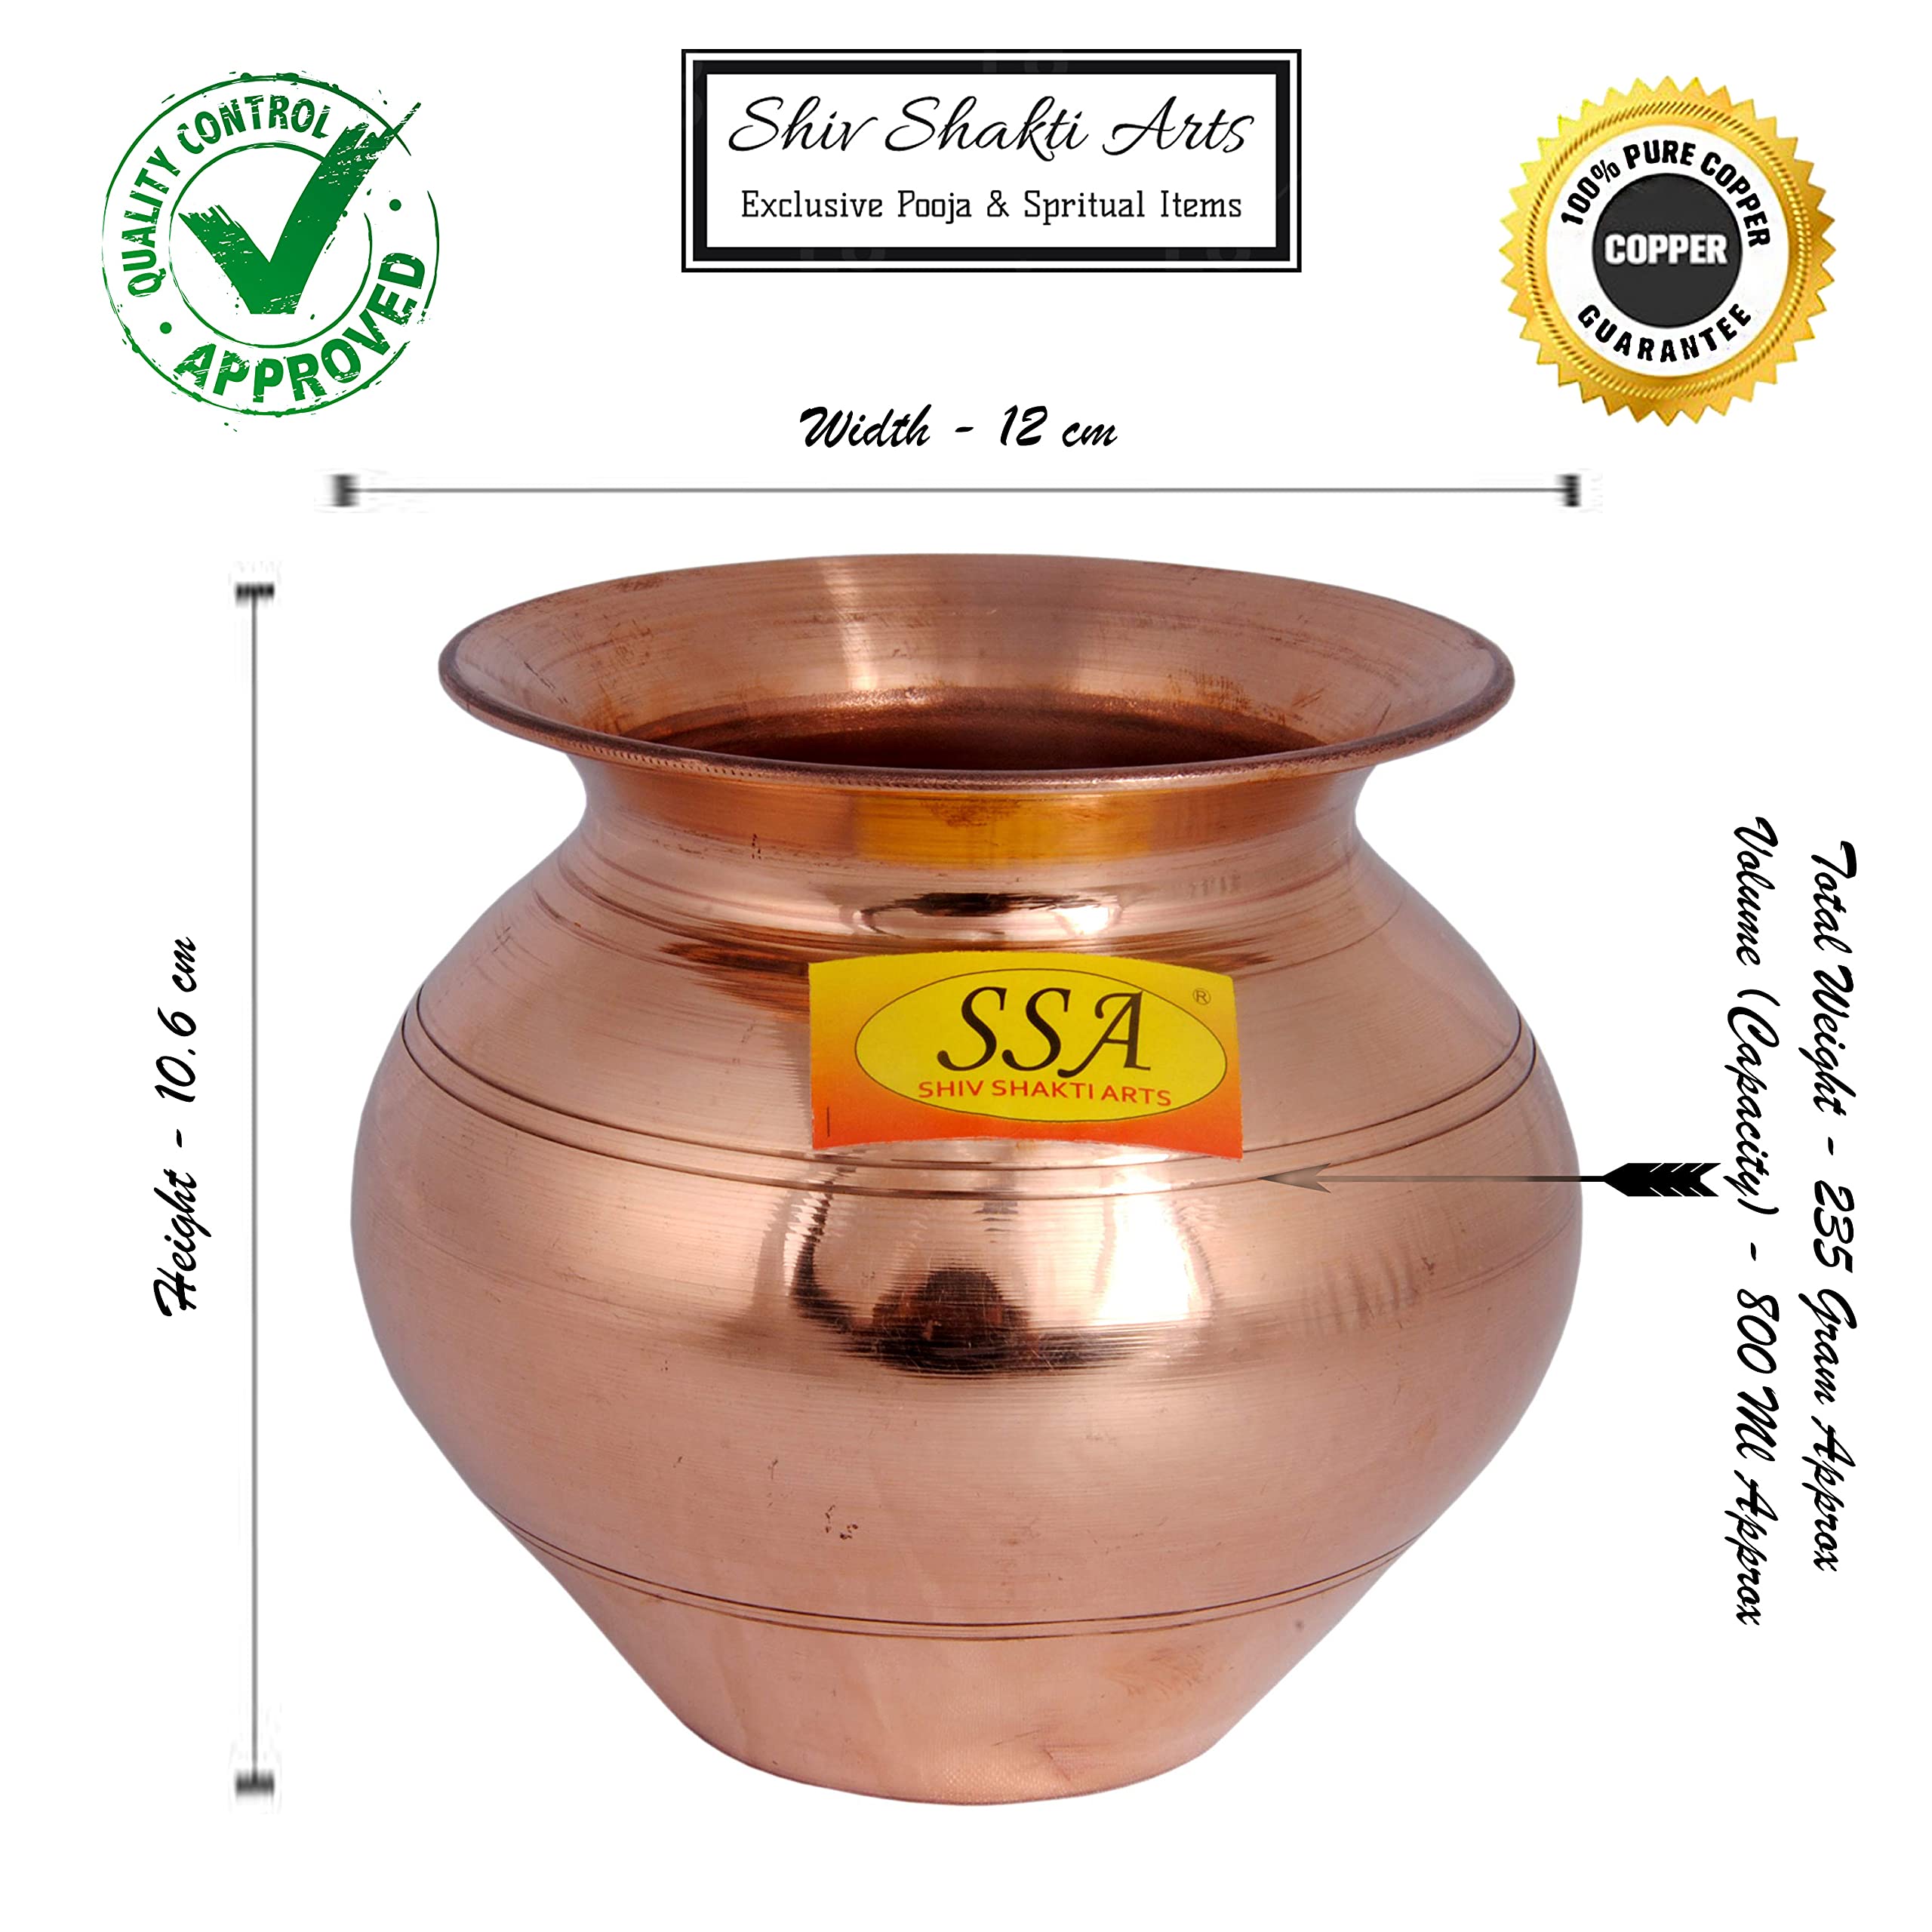 QUALITY CONTROL
APPROVED
Shiv Shakti Arts
Exclusive Pooja & Spritual Items
100% PURE COPPER
COPPER
GUARANTEE
Width - 12 cm
Height - 10.6 cm
SSA ®
SHIV SHAKTI ARTS
Total Weight - 235 Gram Approx
Volume (Capacity) - 800 Ml Approx